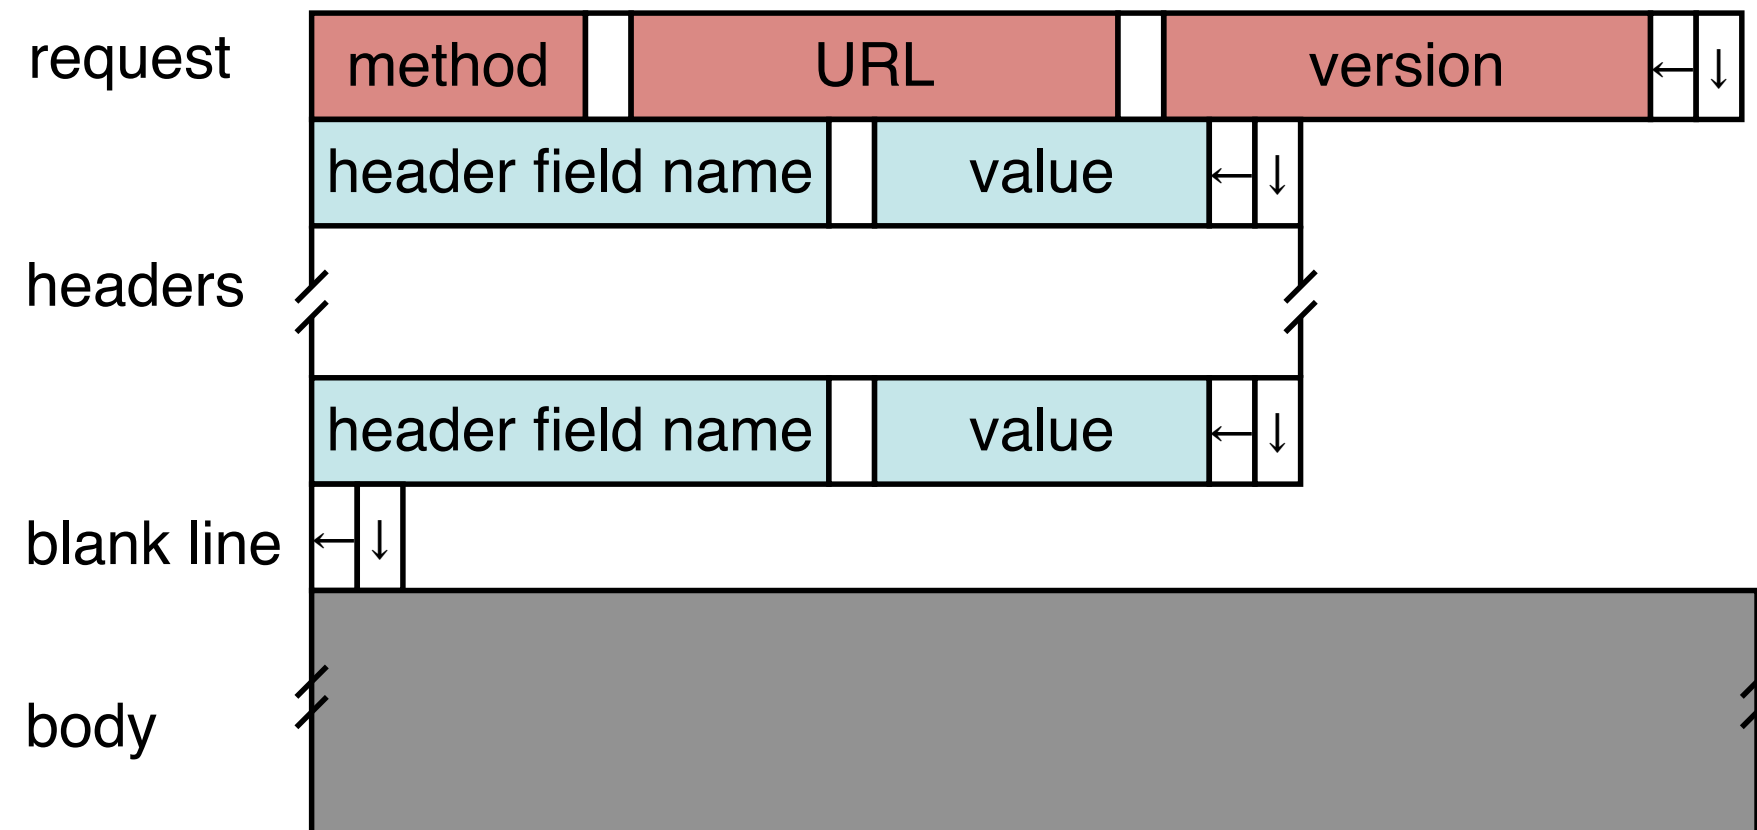 request method URL version ← ↓
header field name value ← ↓
headers
header field name value ← ↓
blank line ← ↓
body